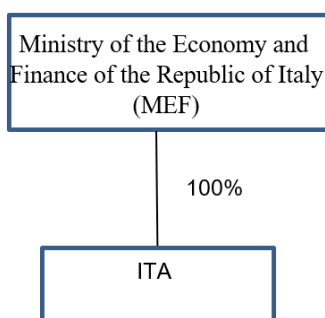 Ministry of the Economy and
Finance of the Republic of Italy
(MEF)
100%
ITA